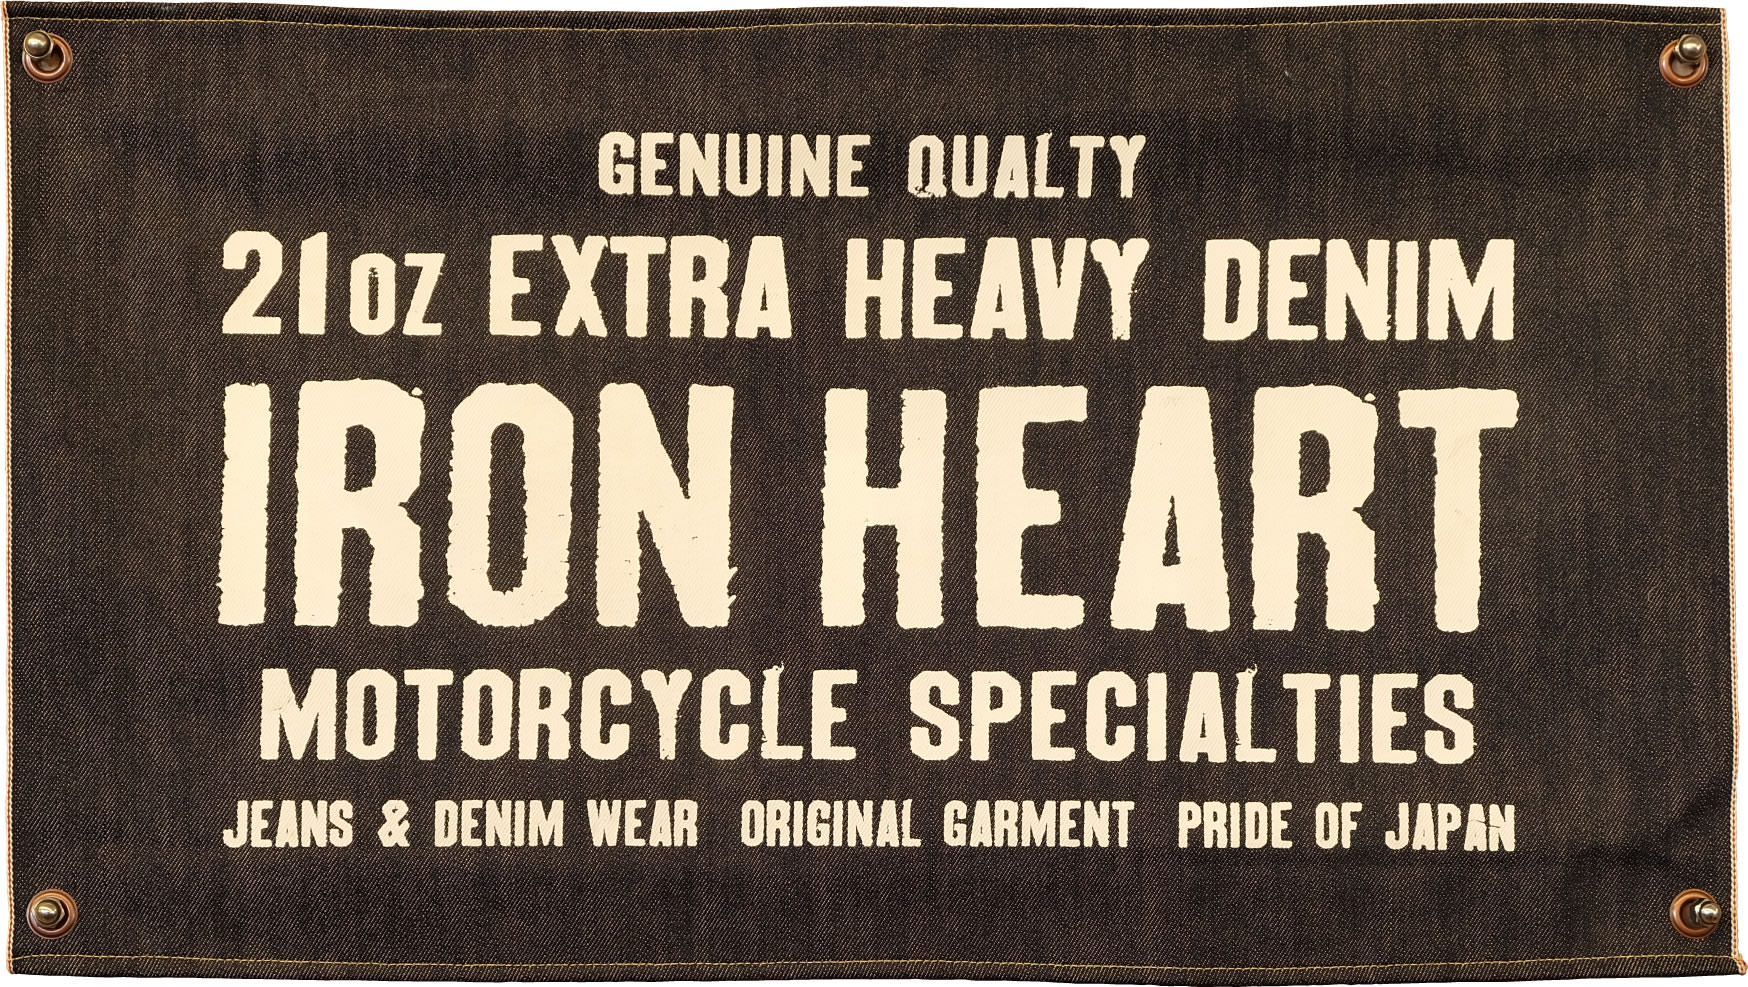 GENUINE QUALTY
21oz EXTRA HEAVY DENIM
IRON HEART
MOTORCYCLE SPECIALTIES
JEANS & DENIM WEAR ORIGINAL GARMENT PRIDE OF JAPAN